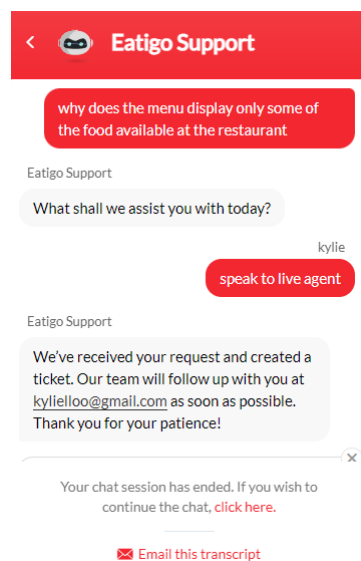 Eatigo Support
why does the menu display only some of
the food available at the restaurant
Eatigo Support
What shall we assist you with today?
kylie
speak to live agent
Eatigo Support
We've received your request and created a
ticket. Our team will follow up with you at
kylielloo@gmail.com as soon as possible.
Thank you for your patience!
Your chat session has ended. If you wish to
continue the chat, click here.
Email this transcript